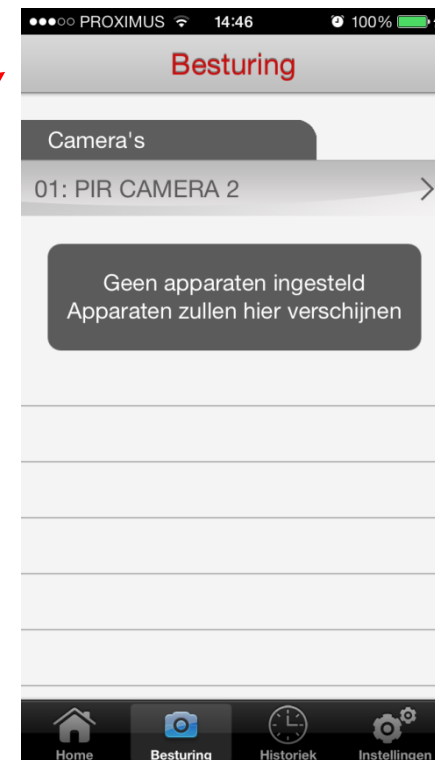 PROXIMUS 14:46 100%
Besturing
Camera's
01: PIR CAMERA 2
Geen apparaten ingesteld
Apparaten zullen hier verschijnen
Home Besturing Historiek Instellingen